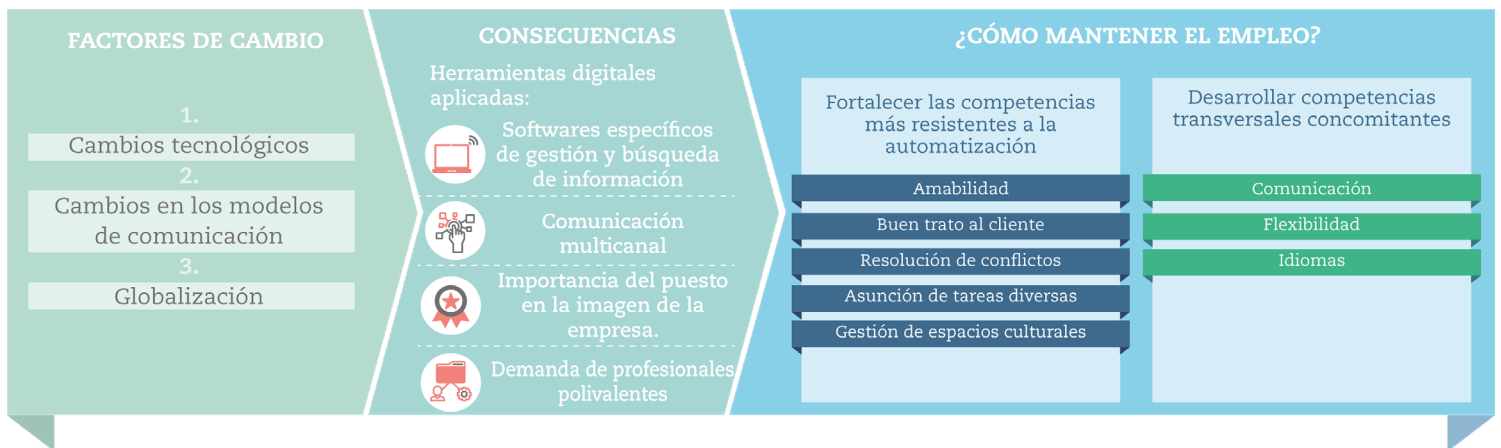 FACTORES DE CAMBIO
1.
Cambios tecnológicos
2.
Cambios en los modelos
de comunicación
3.
Globalización
CONSECUENCIAS
Herramientas digitales
aplicadas:
Softwares específicos
de gestión y búsqueda
de información
Comunicación
multicanal
Importancia del puesto
en la imagen de la
empresa.
Demanda de profesionales
polivalentes
¿CÓMO MANTENER EL EMPLEO?
Fortalecer las competencias
más resistentes a la
automatización
Amabilidad
Buen trato al cliente
Resolución de conflictos
Asunción de tareas diversas
Gestión de espacios culturales
Desarrollar competencias
transversales concomitantes
Comunicación
Flexibilidad
Idiomas